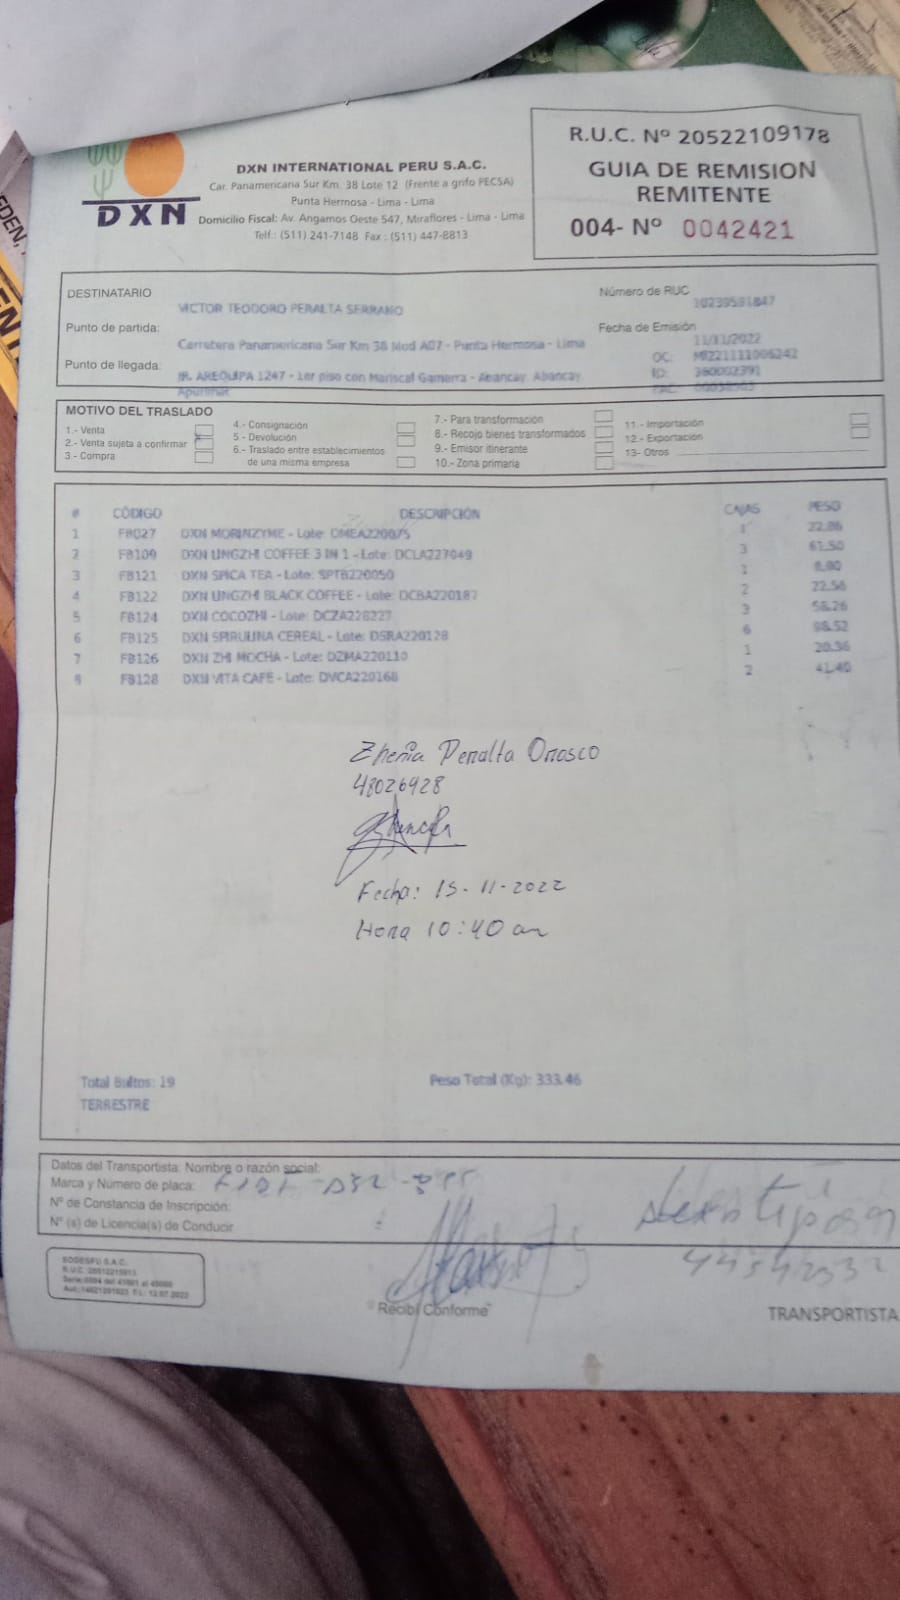 DXN
DXN INTERNATIONAL PERU S.A.C.
Car. Panamericana Sur Km. 38 Lote 12 (Frente a grifo PECSA)
Punta Hermosa - Lima - Lima
Domicilio Fiscal: Av. Angamos Oeste 547, Miraflores - Lima - Lima
Telf.: (511) 241-7148 Fax : (511) 447-8813
R.U.C. Nº 20522109178
GUIA DE REMISION
REMITENTE
004- Nº 0042421
DESTINATARIO
VICTOR TEODORO PERALTA SERRANO
Número de RUC
Punto de partida:
Carretera Panamericana Sur Km 38 Mod A07 - Punta Hermosa - Lima
Fecha de Emisión
11/11/2022
Punto de llegada:
JR. AREQUIPA 1247 - 1er piso con Mariscal Gamarra - Abancay. Abancay
Apurimac
OC: MI221111006242
ID: 360002391
FAC:
MOTIVO DEL TRASLADO
1.- Venta
2.- Venta sujeta a confirmar
3.- Compra
4.- Consignación
5.- Devolución
6.- Traslado entre establecimientos
de una misma empresa
7.- Para transformación
8.- Recojo bienes transformados
9.- Emisor itinerante
10.- Zona primaria
11.- Importación
12.- Exportación
13- Otros
# CÓDIGO DESCRIPCIÓN CAJAS PESO
1 FB027 DXN MORINZYME - Lote: DMEA220075 1 22.86
2 FB109 DXN LINGZHI COFFEE 3 IN 1 - Lote: DCLA227049 3 61.50
3 FB121 DXN SPICA TEA - Lote: SPTB220050 1 8.00
4 FB122 DXN LINGZHI BLACK COFFEE - Lote: DCBA220187 2 22.56
5 FB124 DXN COCOZHI - Lote: DCZA228227 3 58.26
6 FB125 DXN SPIRULINA CEREAL - Lote: DSRA220128 6 98.52
7 FB126 DXN ZHI MOCHA - Lote: DZMA220110 1 20.36
8 FB128 DXN VITA CAFE - Lote: DVCA220168 2 41.40
Zhenia Peralta Orosco
48026928
Fecha: 15-11-2022
Hora 10:40 am
Total Bultos: 19
Peso Total (Kg): 333.46
TERRESTRE
Datos del Transportista: Nombre o razón social:
Marca y Número de placa:
Nº de Constancia de Inscripción:
Nº (s) de Licencia(s) de Conducir
Recibí Conforme
TRANSPORTISTA